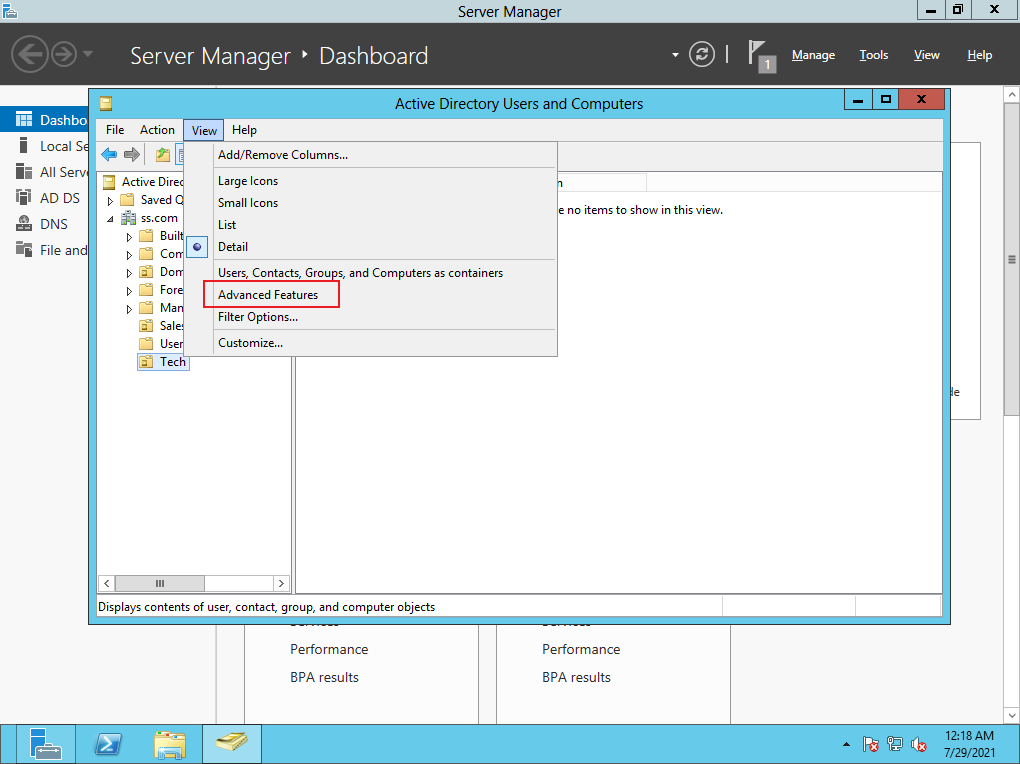 Server Manager
Server Manager
Dashboard
1
Manage
Tools
View
Help
Dashbo
Local Se
All Serve
AD DS
DNS
File and
Active Directory Users and Computers
File
Action
View
Help
Add/Remove Columns...
Large Icons
Small Icons
List
Detail
Users, Contacts, Groups, and Computers as containers
Advanced Features
Filter Options...
Customize...
Active Direc
Saved Q
ss.com
Built
Com
Dom
Fore
Man
Sales
User
Tech
e no items to show in this view.
Displays contents of user, contact, group, and computer objects
Performance
BPA results
Performance
BPA results
12:18 AM
7/29/2021